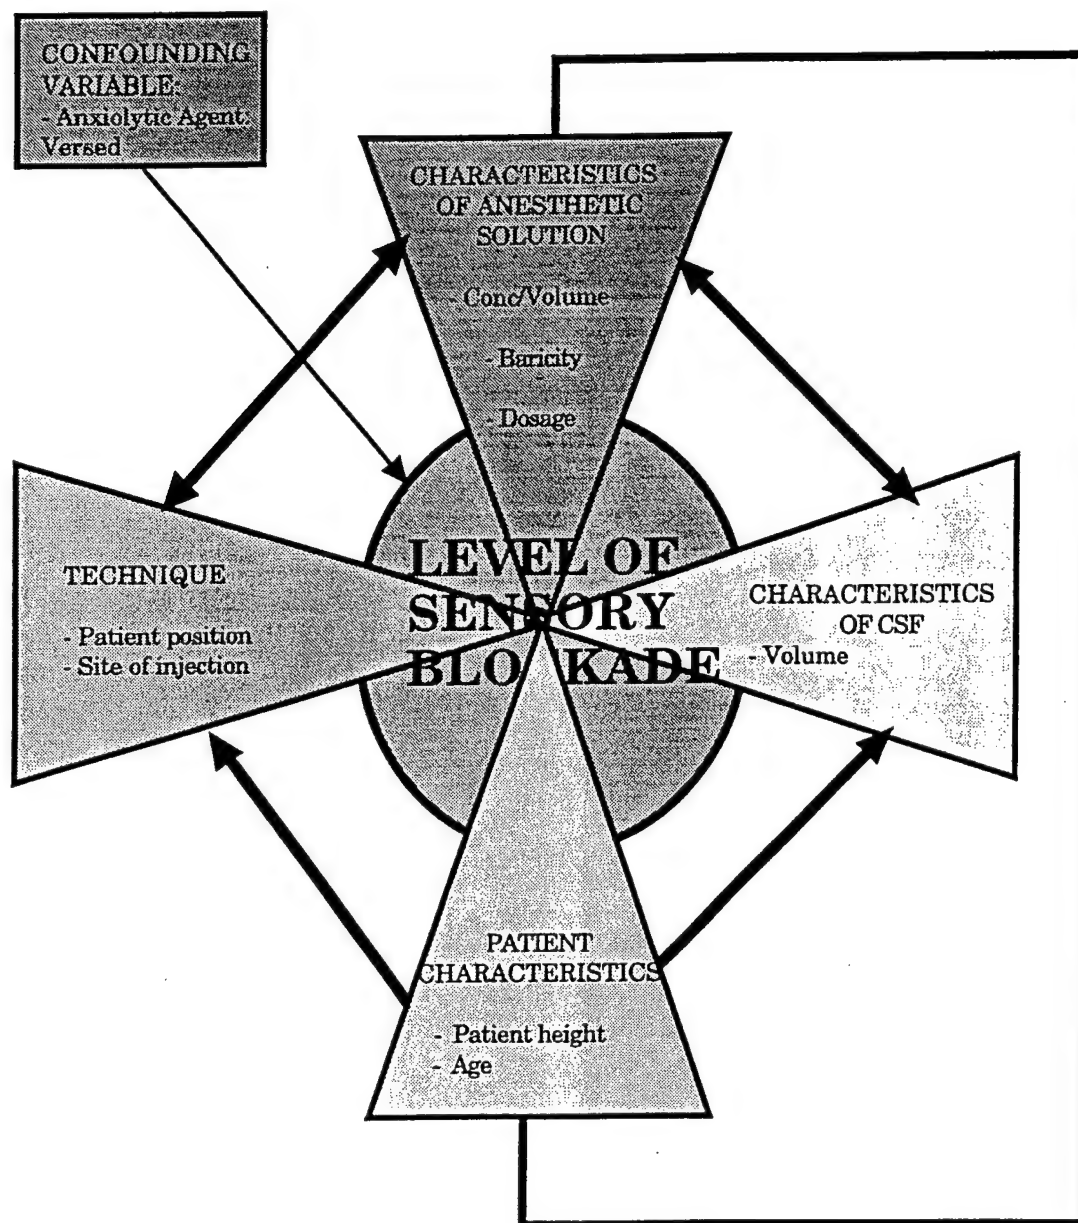 CONFOUNDING
VARIABLE:
- Anxiolytic Agent:
Versed
CHARACTERISTICS
OF ANESTHETIC
SOLUTION
- Conc/Volume
- Baricity
- Dosage
TECHNIQUE
- Patient position
- Site of injection
LEVEL OF
SENSORY
BLO KADE
CHARACTERISTICS
OF CSF
- Volume
PATIENT
CHARACTERISTICS
- Patient height
- Age